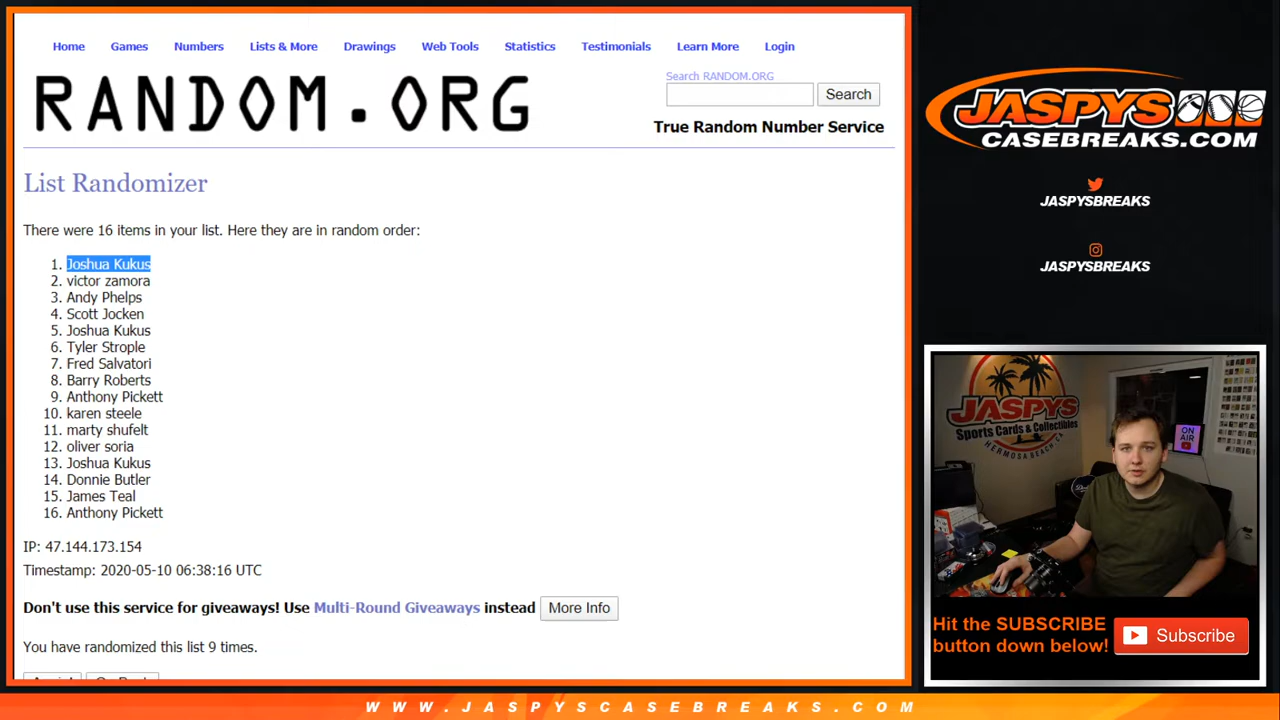 Home Games Numbers Lists & More Drawings Web Tools Statistics Testimonials Learn More Login
RANDOM.ORG
Search RANDOM.ORG
Search
True Random Number Service
List Randomizer
There were 16 items in your list. Here they are in random order:
1. Joshua Kukus
2. victor zamora
3. Andy Phelps
4. Scott Jocken
5. Joshua Kukus
6. Tyler Strople
7. Fred Salvatori
8. Barry Roberts
9. Anthony Pickett
10. karen steele
11. marty shufelt
12. oliver soria
13. Joshua Kukus
14. Donnie Butler
15. James Teal
16. Anthony Pickett
IP: 47.144.173.154
Timestamp: 2020-05-10 06:38:16 UTC
Don't use this service for giveaways! Use Multi-Round Giveaways instead More Info
You have randomized this list 9 times.
JASPYS
CASEBREAKS.COM
JASPYSBREAKS
JASPYSBREAKS
JASPYS
Sports Cards & Collectibles
HERMOSA BEACH, CA
ON
AIR
Hit the SUBSCRIBE
button down below!
Subscribe
WWW.JASPYSCASEBREAKS.COM